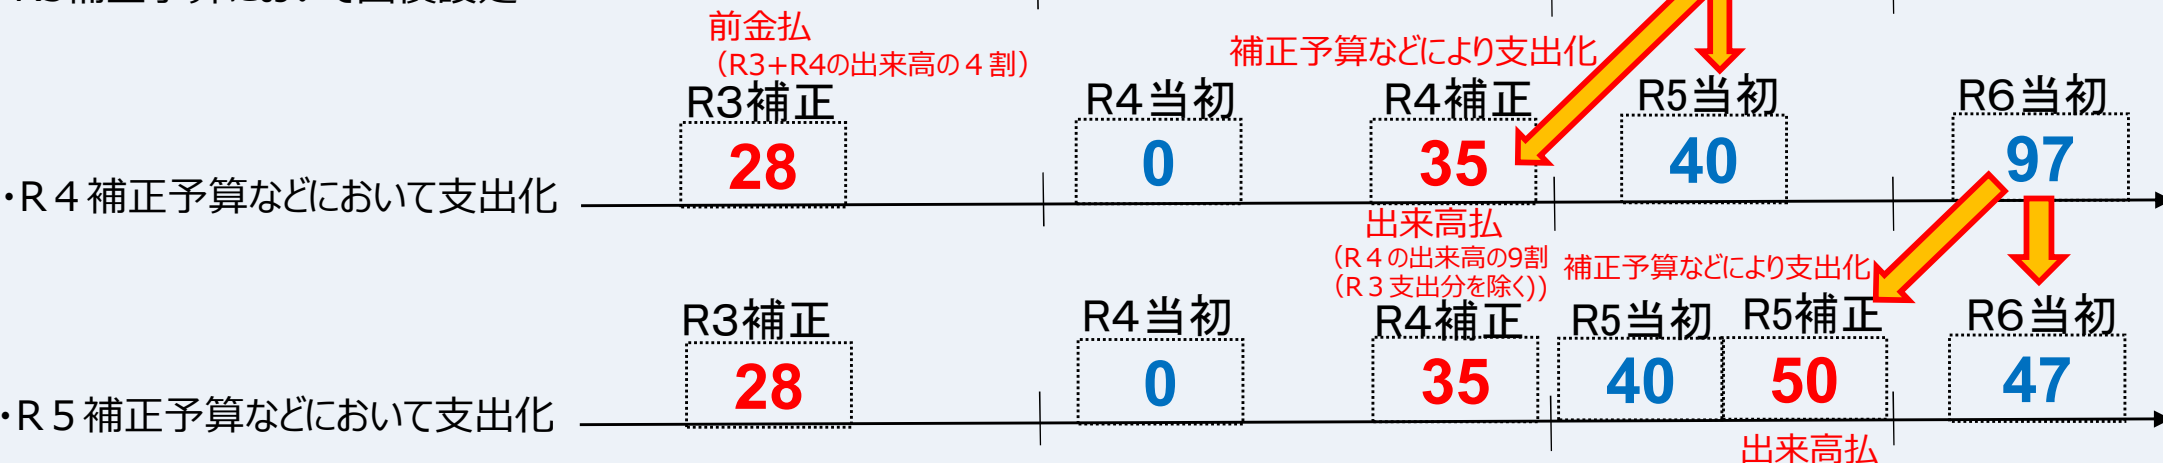 前金払
（R3+R4の出来高の４割）
補正予算などにより支出化
R3補正
R4当初
R4補正
R5当初
R6当初
28
0
35
40
97
・R４補正予算などにおいて支出化
出来高払
（R４の出来高の9割
（R３支出分を除く））
補正予算などにより支出化
R3補正
R4当初
R4補正
R5当初
R5補正
R6当初
28
0
35
40
50
47
・R５補正予算などにおいて支出化
出来高払